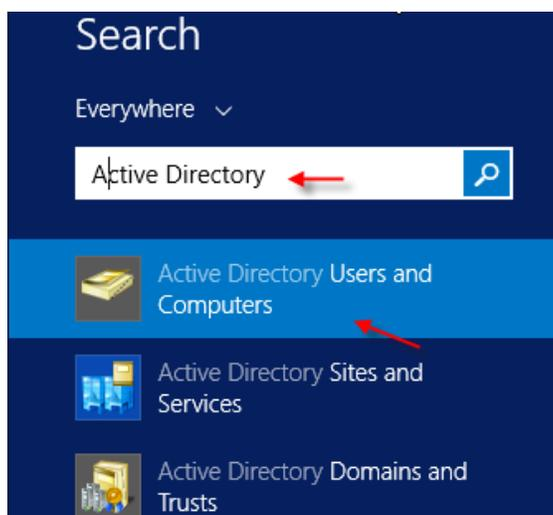 Search
Everywhere
Active Directory
Active Directory Users and
Computers
Active Directory Sites and
Services
Active Directory Domains and
Trusts